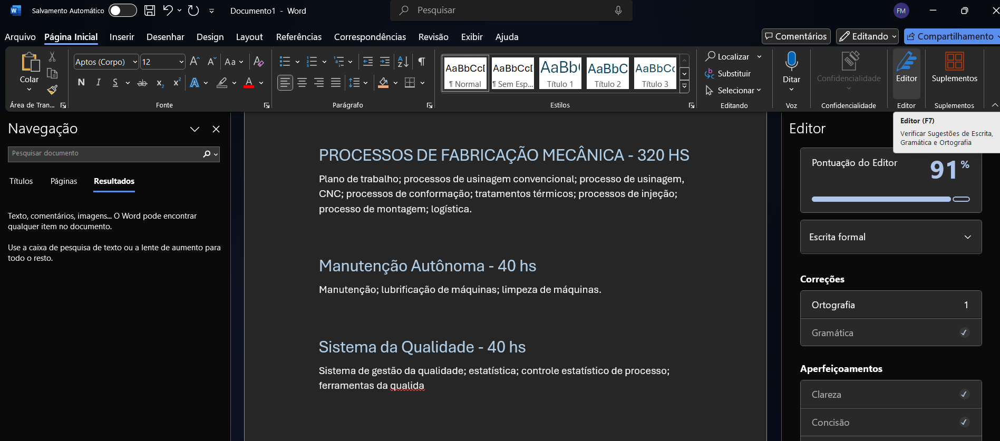 Salvamento Automático
Documento1 - Word
Pesquisar
FM
Arquivo Página Inicial Inserir Desenhar Design Layout Referências Correspondências Revisão Exibir Ajuda
Comentários Editando Compartilhamento
Colar
Área de Tran...
Aptos (Corpo) 12
Aa
N I S ab x₂ x² A A
Fonte
Parágrafo
AaBbCcD AaBbCcD AaBb( AaBbC AaBbCc
¶ Normal ¶ Sem Esp... Título 1 Título 2 Título 3
Estilos
Localizar
Substituir
Selecionar
Editando
Ditar
Voz
Confidencialidade
Confidencialidade
Editor
Editor
Suplementos
Suplementos
Editor (F7)
Verificar Sugestões de Escrita,
Gramática e Ortografia
Navegação
Pesquisar documento
Títulos Páginas Resultados
Texto, comentários, imagens... O Word pode encontrar
qualquer item no documento.
Use a caixa de pesquisa de texto ou a lente de aumento para
todo o resto.
PROCESSOS DE FABRICAÇÃO MECÂNICA - 320 HS
Plano de trabalho; processos de usinagem convencional; processo de usinagem,
CNC; processos de conformação; tratamentos térmicos; processos de injeção;
processo de montagem; logística.
Manutenção Autônoma - 40 hs
Manutenção; lubrificação de máquinas; limpeza de máquinas.
Sistema da Qualidade - 40 hs
Sistema de gestão da qualidade; estatística; controle estatístico de processo;
ferramentas da qualida
Editor
Pontuação do Editor 91%
Escrita formal
Correções
Ortografia 1
Gramática
Aperfeiçoamentos
Clareza
Concisão